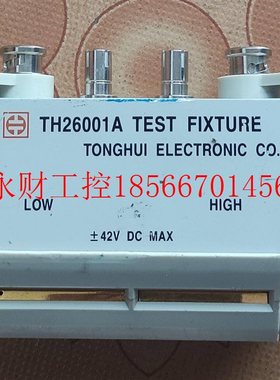 TH26001A TEST FIXTURE
TONGHUI ELECTRONIC CO.
永财工控18566701456
LOW HIGH
±42V DC MAX